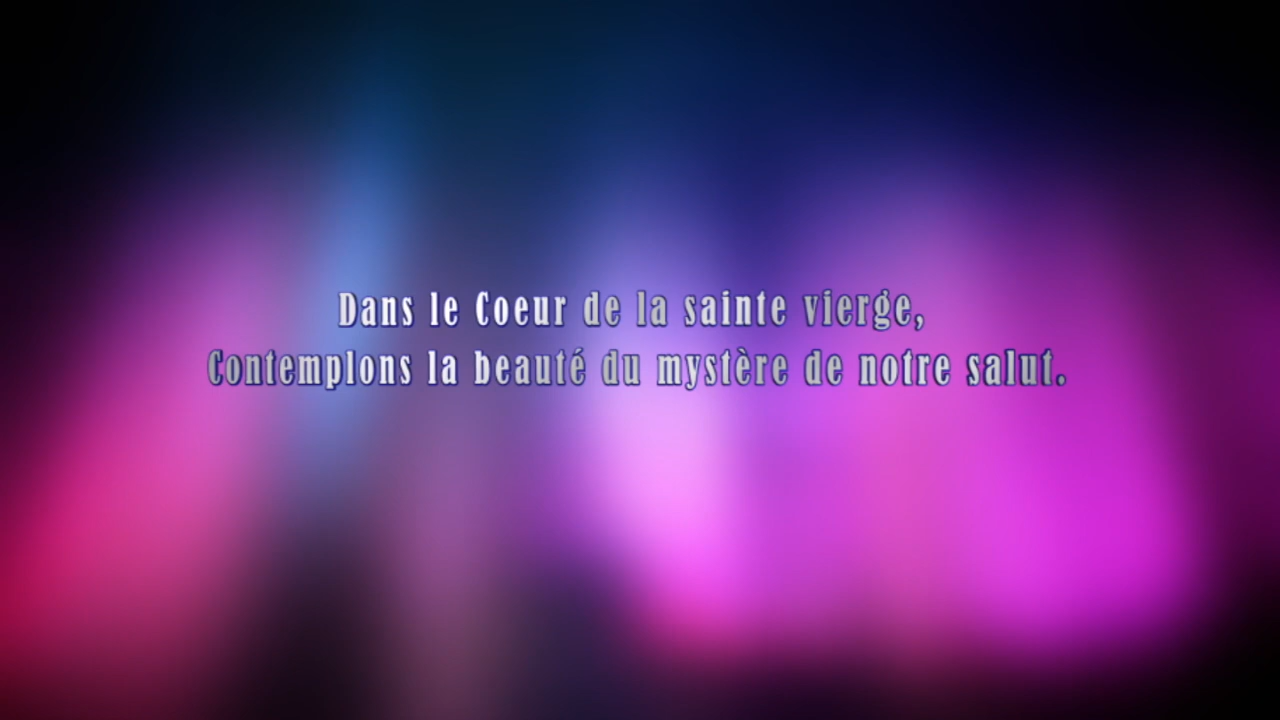 Dans le Coeur de la sainte vierge,
Contemplons la beauté du mystère de notre salut.